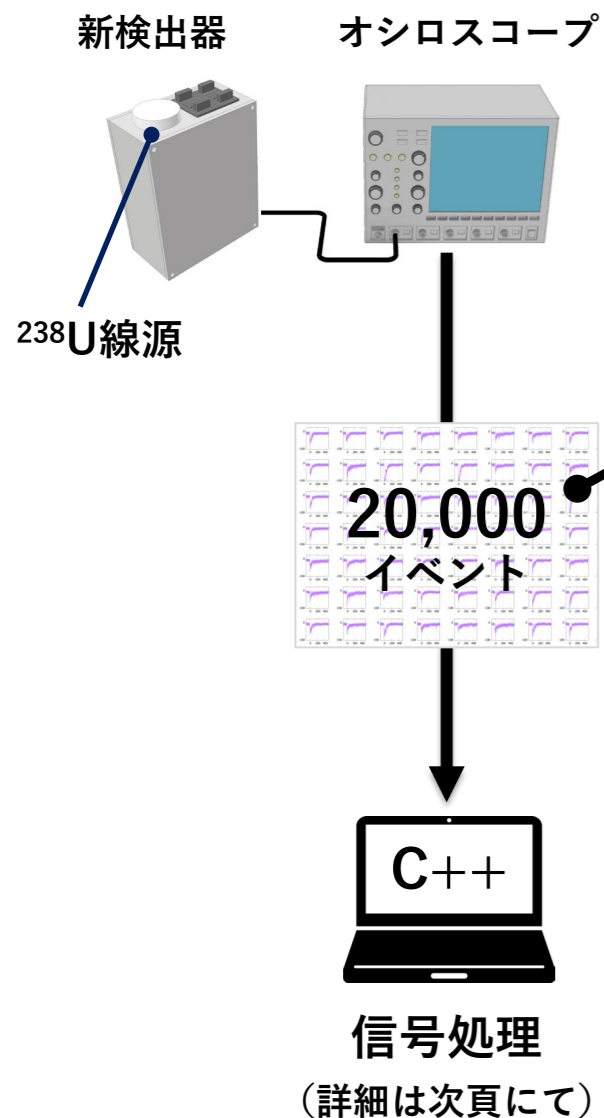 新検出器
オシロスコープ
²³⁸U線源
20,000
イベント
C++
信号処理
（詳細は次頁にて）